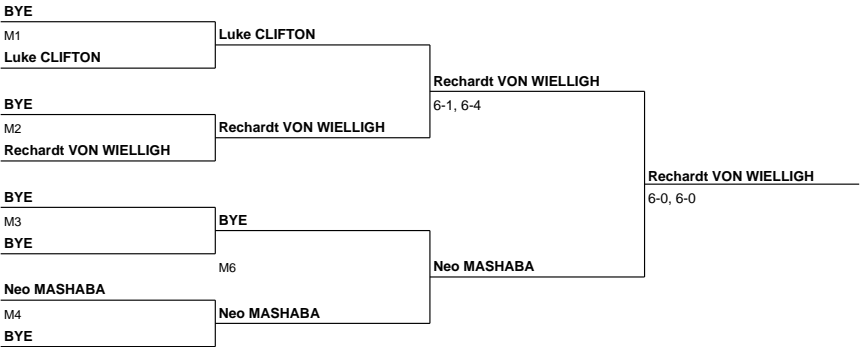 BYE
M1
Luke CLIFTON
Luke CLIFTON
BYE
M2
Rechardt VON WIELLIGH
Rechardt VON WIELLIGH
Rechardt VON WIELLIGH
6-1, 6-4
BYE
M3
BYE
BYE
M6
Neo MASHABA
M4
BYE
Neo MASHABA
Neo MASHABA
Rechardt VON WIELLIGH
6-0, 6-0